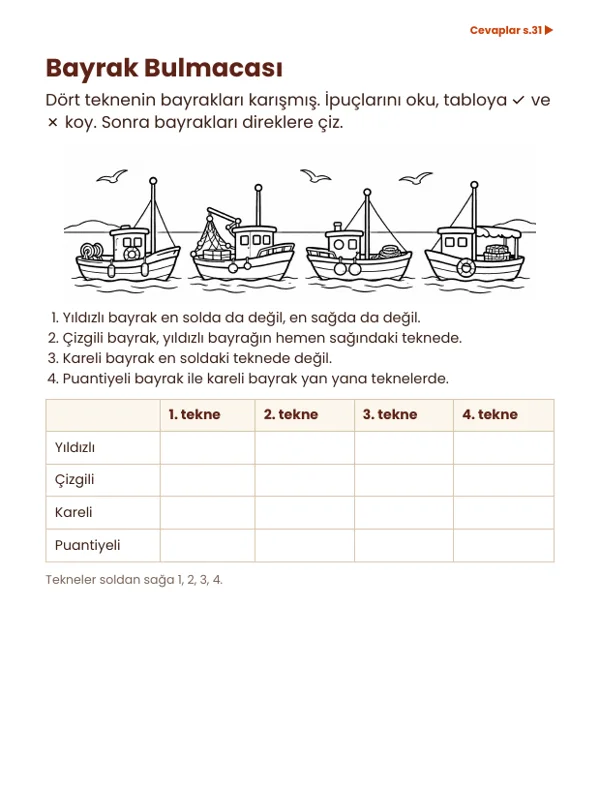 Cevaplar s.31 ▶
Bayrak Bulmacası
Dört teknenin bayrakları karışmış. İpuçlarını oku, tabloya ✓ ve
× koy. Sonra bayrakları direklere çiz.
1. Yıldızlı bayrak en solda da değil, en sağda da değil.
2. Çizgili bayrak, yıldızlı bayrağın hemen sağındaki teknede.
3. Kareli bayrak en soldaki teknede değil.
4. Puantiyeli bayrak ile kareli bayrak yan yana teknelerde.
1. tekne 2. tekne 3. tekne 4. tekne
Yıldızlı
Çizgili
Kareli
Puantiyeli
Tekneler soldan sağa 1, 2, 3, 4.